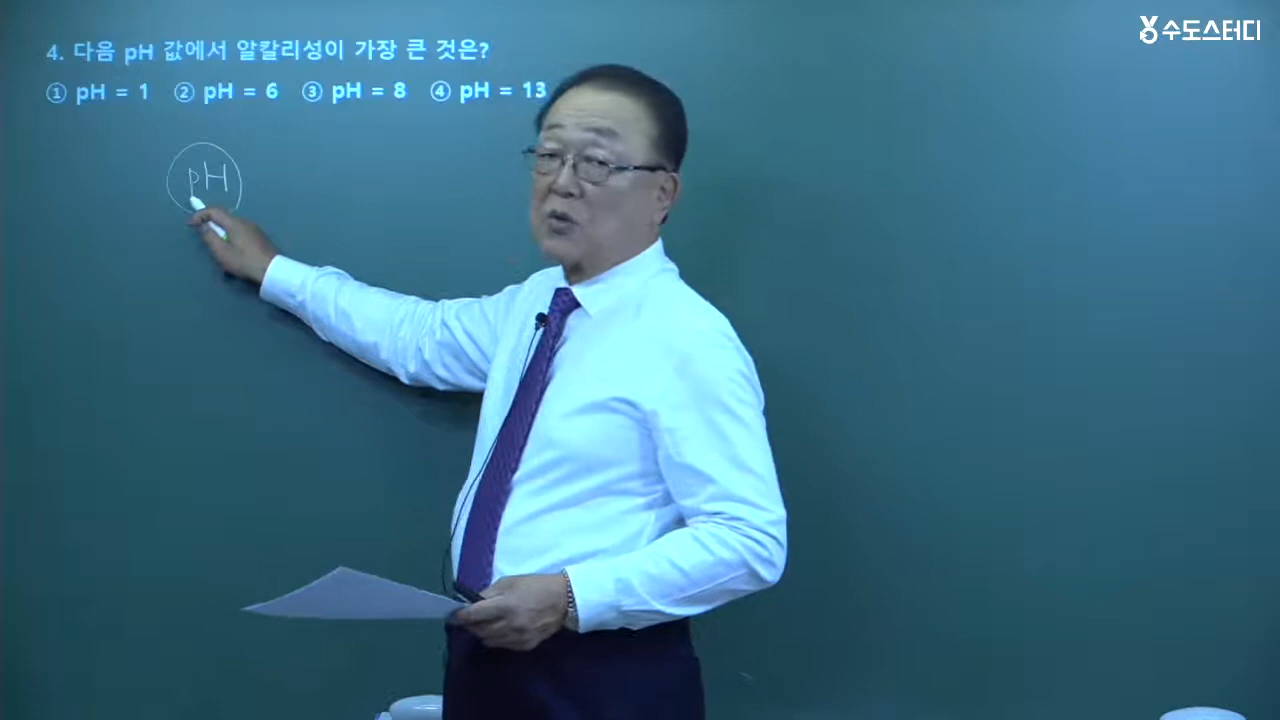 수도스터디
4. 다음 pH 값에서 알칼리성이 가장 큰 것은?
① pH = 1 ② pH = 6 ③ pH = 8 ④ pH = 13
pH